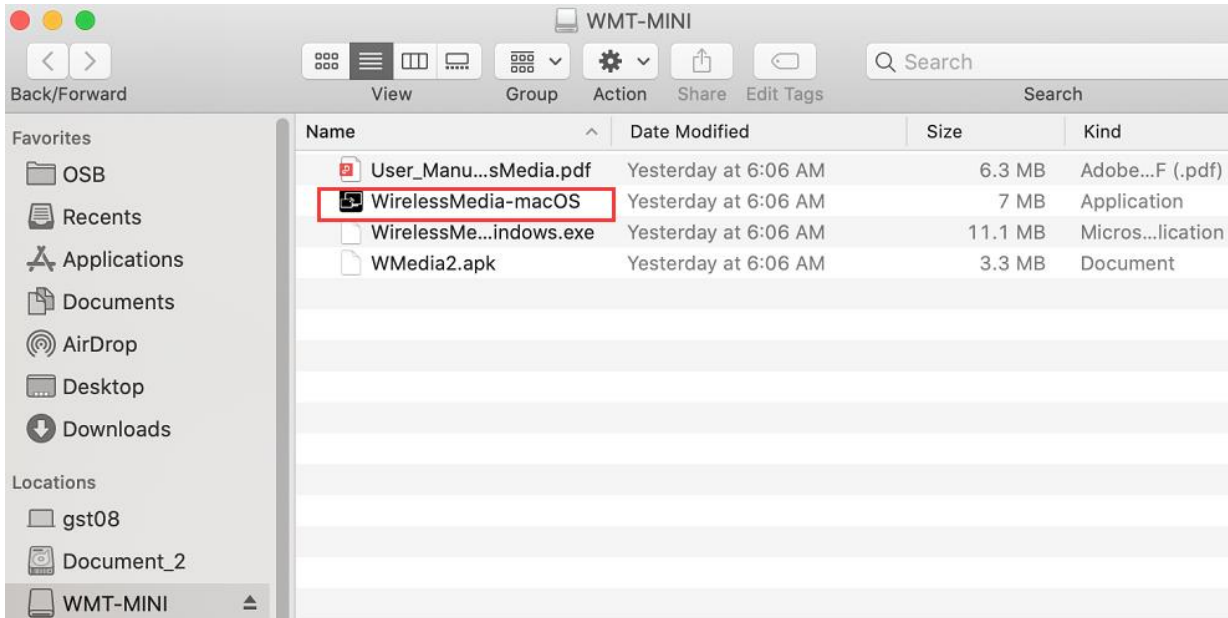 WMT-MINI
Search
Back/Forward View Group Action Share Edit Tags Search
Favorites
OSB
Recents
Applications
Documents
AirDrop
Desktop
Downloads
Locations
gst08
Document_2
WMT-MINI
Name Date Modified Size Kind
User_Manu...sMedia.pdf Yesterday at 6:06 AM 6.3 MB Adobe...F (.pdf)
WirelessMedia-macOS Yesterday at 6:06 AM 7 MB Application
WirelessMe...indows.exe Yesterday at 6:06 AM 11.1 MB Micros...lication
WMedia2.apk Yesterday at 6:06 AM 3.3 MB Document